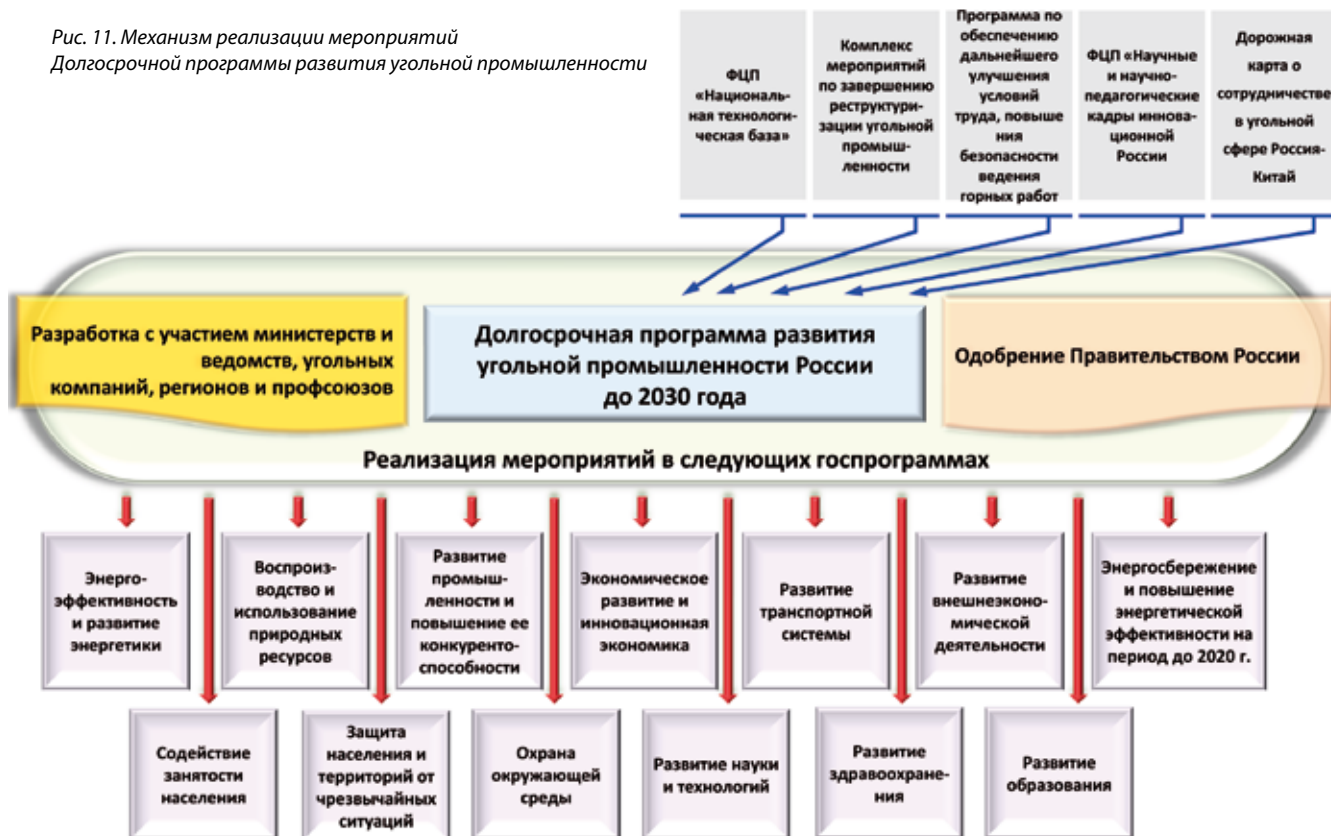 Рис. 11. Механизм реализации мероприятий
Долгосрочной программы развития угольной промышленности
ФЦП
«Националь-
ная технологи-
ческая база»
Комплекс
мероприятий
по завершению
реструктури-
зации угольной
промыш-
ленности
Программа по
обеспечению
дальнейшего
улучшения
условий
труда, повыше
ния
безопасности
ведения
горных работ
ФЦП «Научные
и научно-
педагогические
кадры иннова-
ционной
России
Дорожная
карта о
сотрудничестве
в угольной
сфере Россия-
Китай
Разработка с участием министерств и
ведомств, угольных
компаний, регионов и профсоюзов
Долгосрочная программа развития
угольной промышленности России
до 2030 года
Одобрение Правительством России
Реализация мероприятий в следующих госпрограммах
Энерго-
эффективность
и развитие
энергетики
Воспроиз-
водство и
использование
природных
ресурсов
Развитие
промыш-
ленности и
повышение ее
конкуренто-
способности
Экономическое
развитие и
инновационная
экономика
Развитие
транспортной
системы
Развитие
внешнеэконо-
мической
деятельности
Энергосбережение
и повышение
энергетической
эффективности на
период до 2020 г.
Содействие
занятости
населения
Защита
населения и
территорий от
чрезвычайных
ситуаций
Охрана
окружающей
среды
Развитие науки
и технологий
Развитие
здравоохране-
ния
Развитие
образования